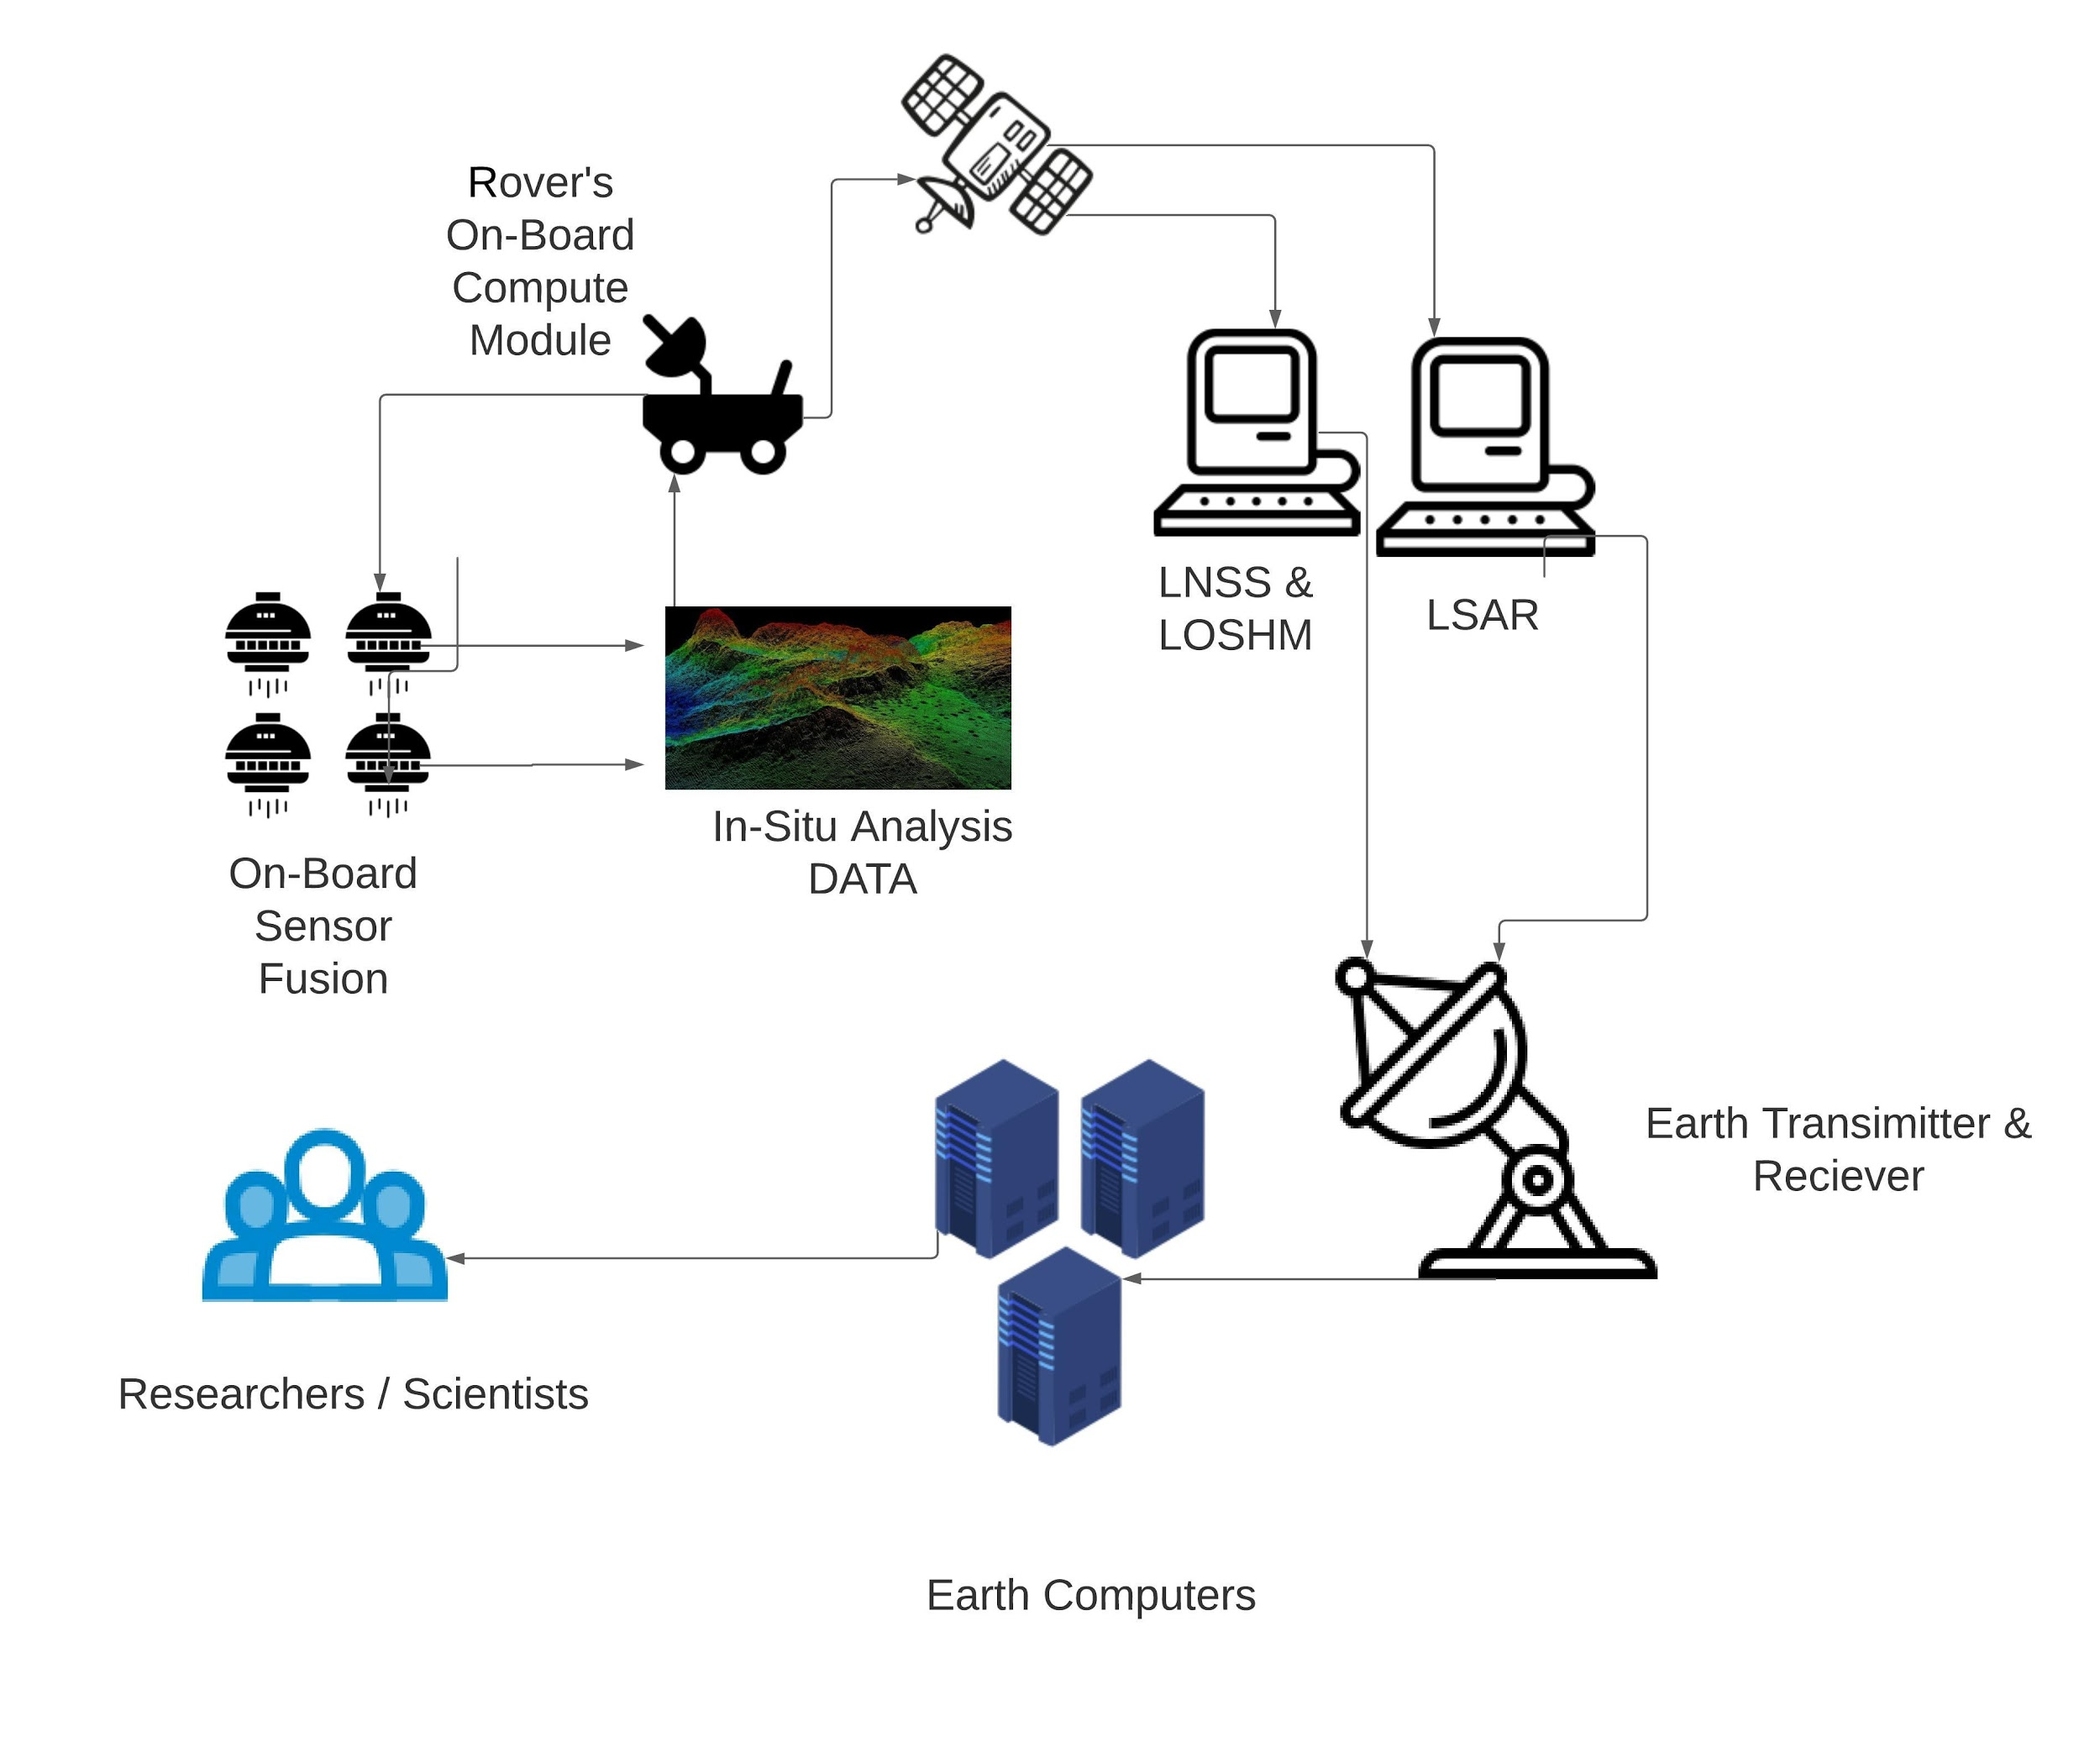 Rover's
On-Board
Compute
Module
LNSS &
LOSHM
LSAR
In-Situ Analysis
DATA
On-Board
Sensor
Fusion
Earth Transimitter &
Reciever
Researchers / Scientists
Earth Computers